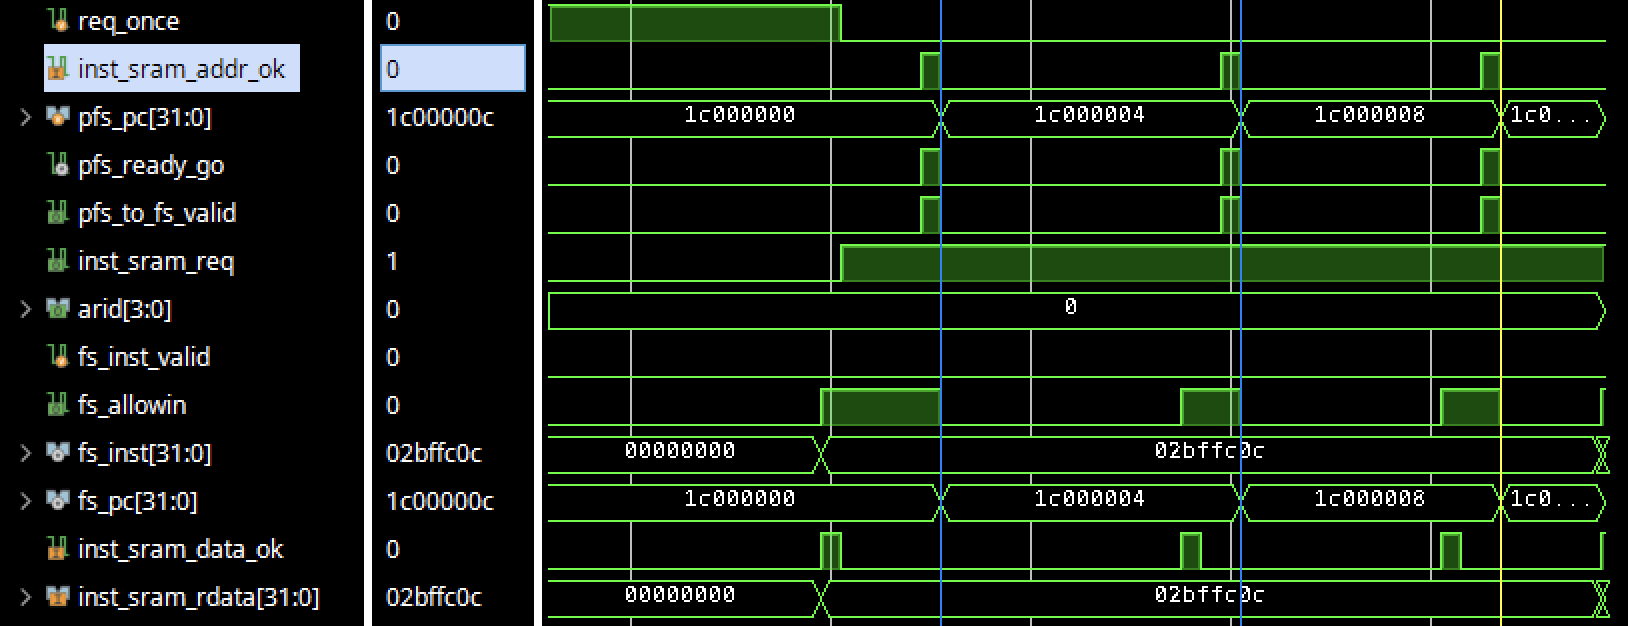 req_once 0
inst_sram_addr_ok 0
pfs_pc[31:0] 1c00000c 1c000000 1c000004 1c000008 1c0...
pfs_ready_go 0
pfs_to_fs_valid 0
inst_sram_req 1
arid[3:0] 0 0
fs_inst_valid 0
fs_allowin 0
fs_inst[31:0] 02bffc0c 00000000 02bffc0c
fs_pc[31:0] 1c00000c 1c000000 1c000004 1c000008 1c0...
inst_sram_data_ok 0
inst_sram_rdata[31:0] 02bffc0c 00000000 02bffc0c